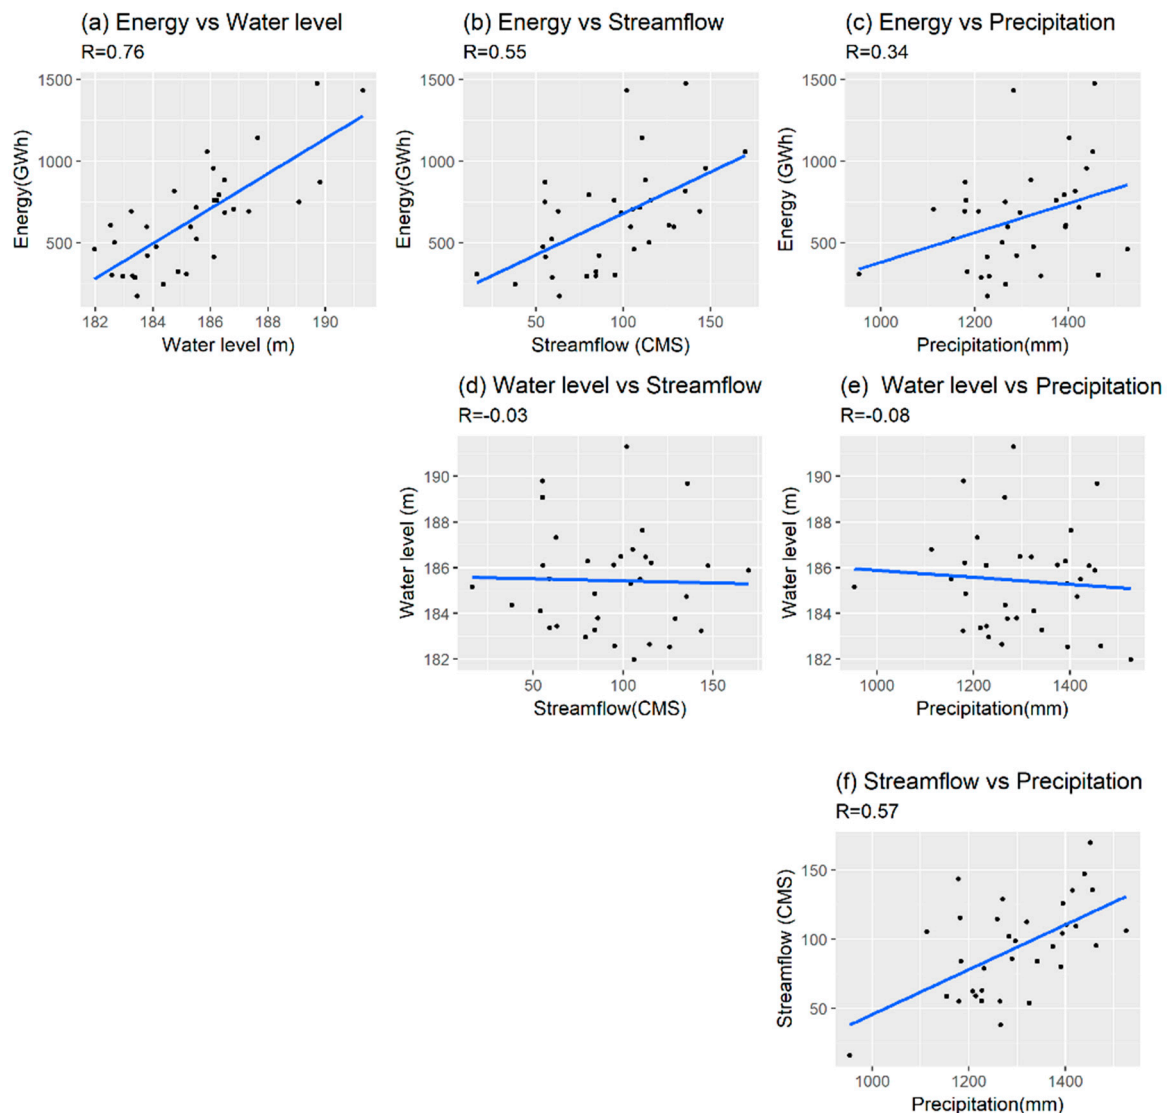 (a) Energy vs Water level
R=0.76
Energy(GWh)
1500
1000
500
182 184 186 188 190
Water level (m)
(b) Energy vs Streamflow
R=0.55
Energy(GWh)
1500
1000
500
50 100 150
Streamflow (CMS)
(c) Energy vs Precipitation
R=0.34
Energy (GWh)
1500
1000
500
1000 1200 1400
Precipitation(mm)
(d) Water level vs Streamflow
R=-0.03
Water level (m)
190
188
186
184
182
50 100 150
Streamflow(CMS)
(e) Water level vs Precipitation
R=-0.08
Water level (m)
190
188
186
184
182
1000 1200 1400
Precipitation(mm)
(f) Streamflow vs Precipitation
R=0.57
Streamflow (CMS)
150
100
50
1000 1200 1400
Precipitation(mm)